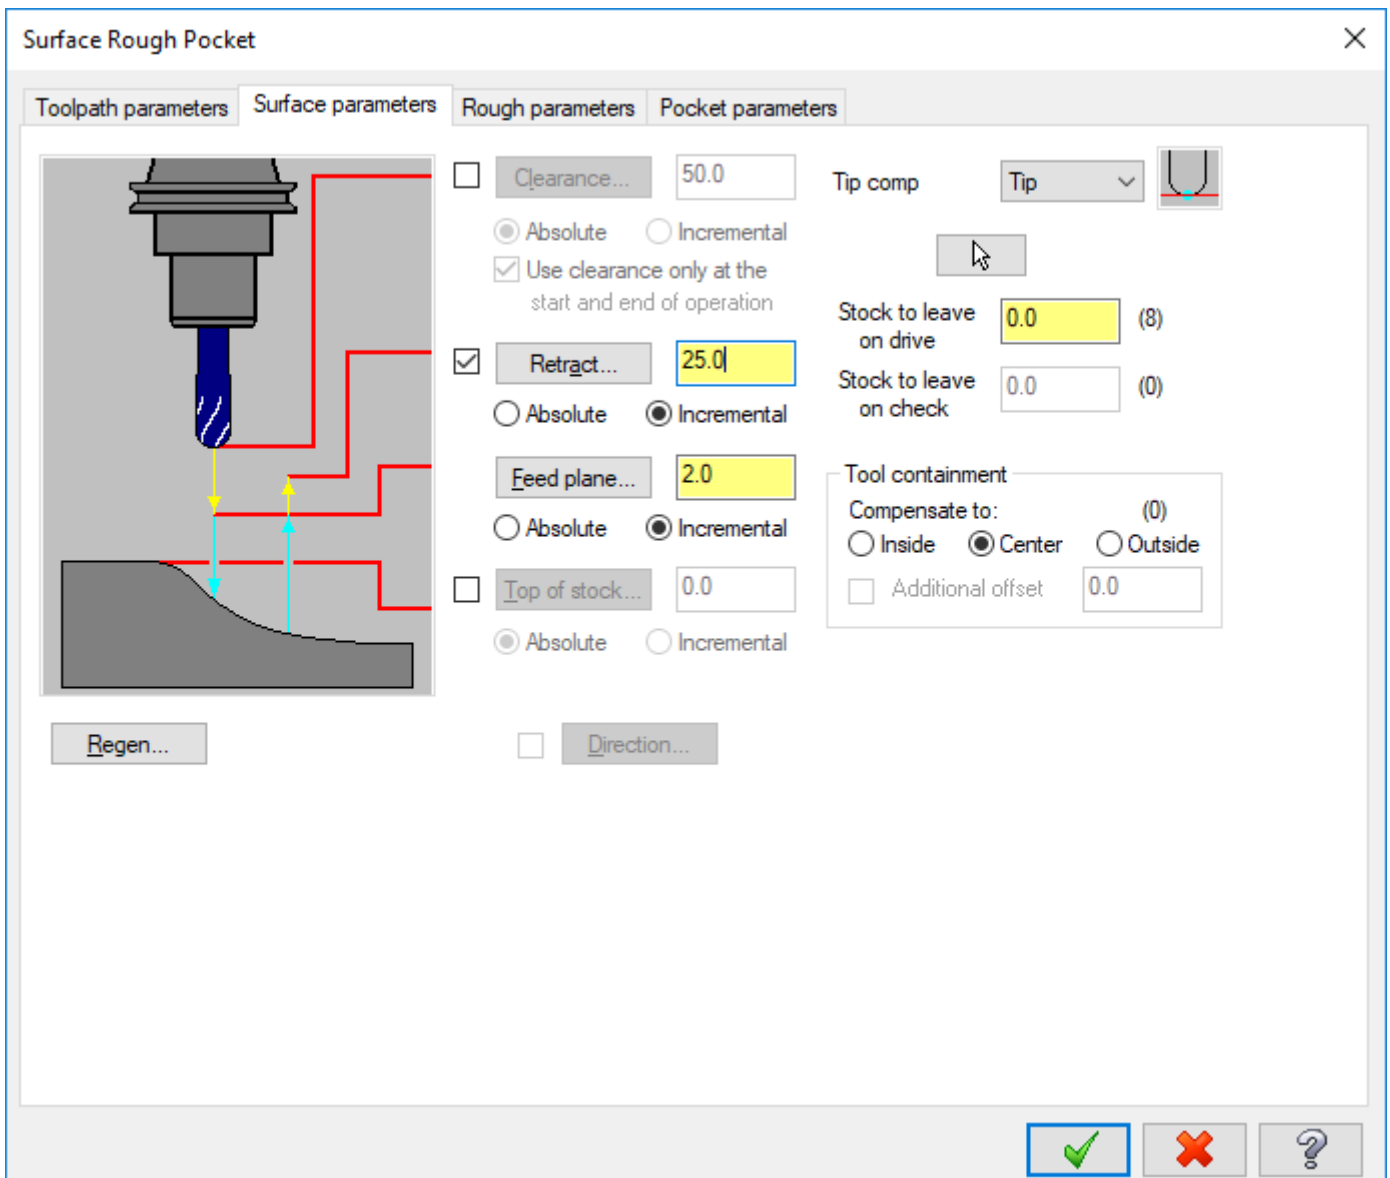 Surface Rough Pocket
Toolpath parameters Surface parameters Rough parameters Pocket parameters
Clearance... 50.0
Absolute Incremental
Use clearance only at the
start and end of operation
Retract... 25.0
Absolute Incremental
Feed plane... 2.0
Absolute Incremental
Top of stock... 0.0
Absolute Incremental
Tip comp Tip
Stock to leave
on drive 0.0 (8)
Stock to leave
on check 0.0 (0)
Tool containment
Compensate to: (0)
Inside Center Outside
Additional offset 0.0
Regen... Direction...